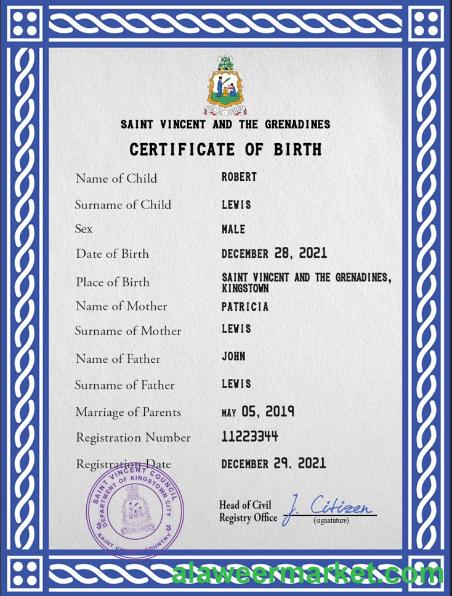 SAINT VINCENT AND THE GRENADINES
CERTIFICATE OF BIRTH
Name of Child ROBERT
Surname of Child LEWIS
Sex MALE
Date of Birth DECEMBER 28, 2021
Place of Birth SAINT VINCENT AND THE GRENADINES,
KINGSTOWN
Name of Mother PATRICIA
Surname of Mother LEWIS
Name of Father JOHN
Surname of Father LEWIS
Marriage of Parents MAY 05, 2019
Registration Number 11223344
Registration Date DECEMBER 29. 2021
SAINT VINCENT COUNCIL
DEPARTMENT OF KINGSTOWN CITY
SAINT VINCENT COUNTRY
3 3
Head of Civil
Registry Office
J. Citizen
(siguatature)
alaweermarket.com